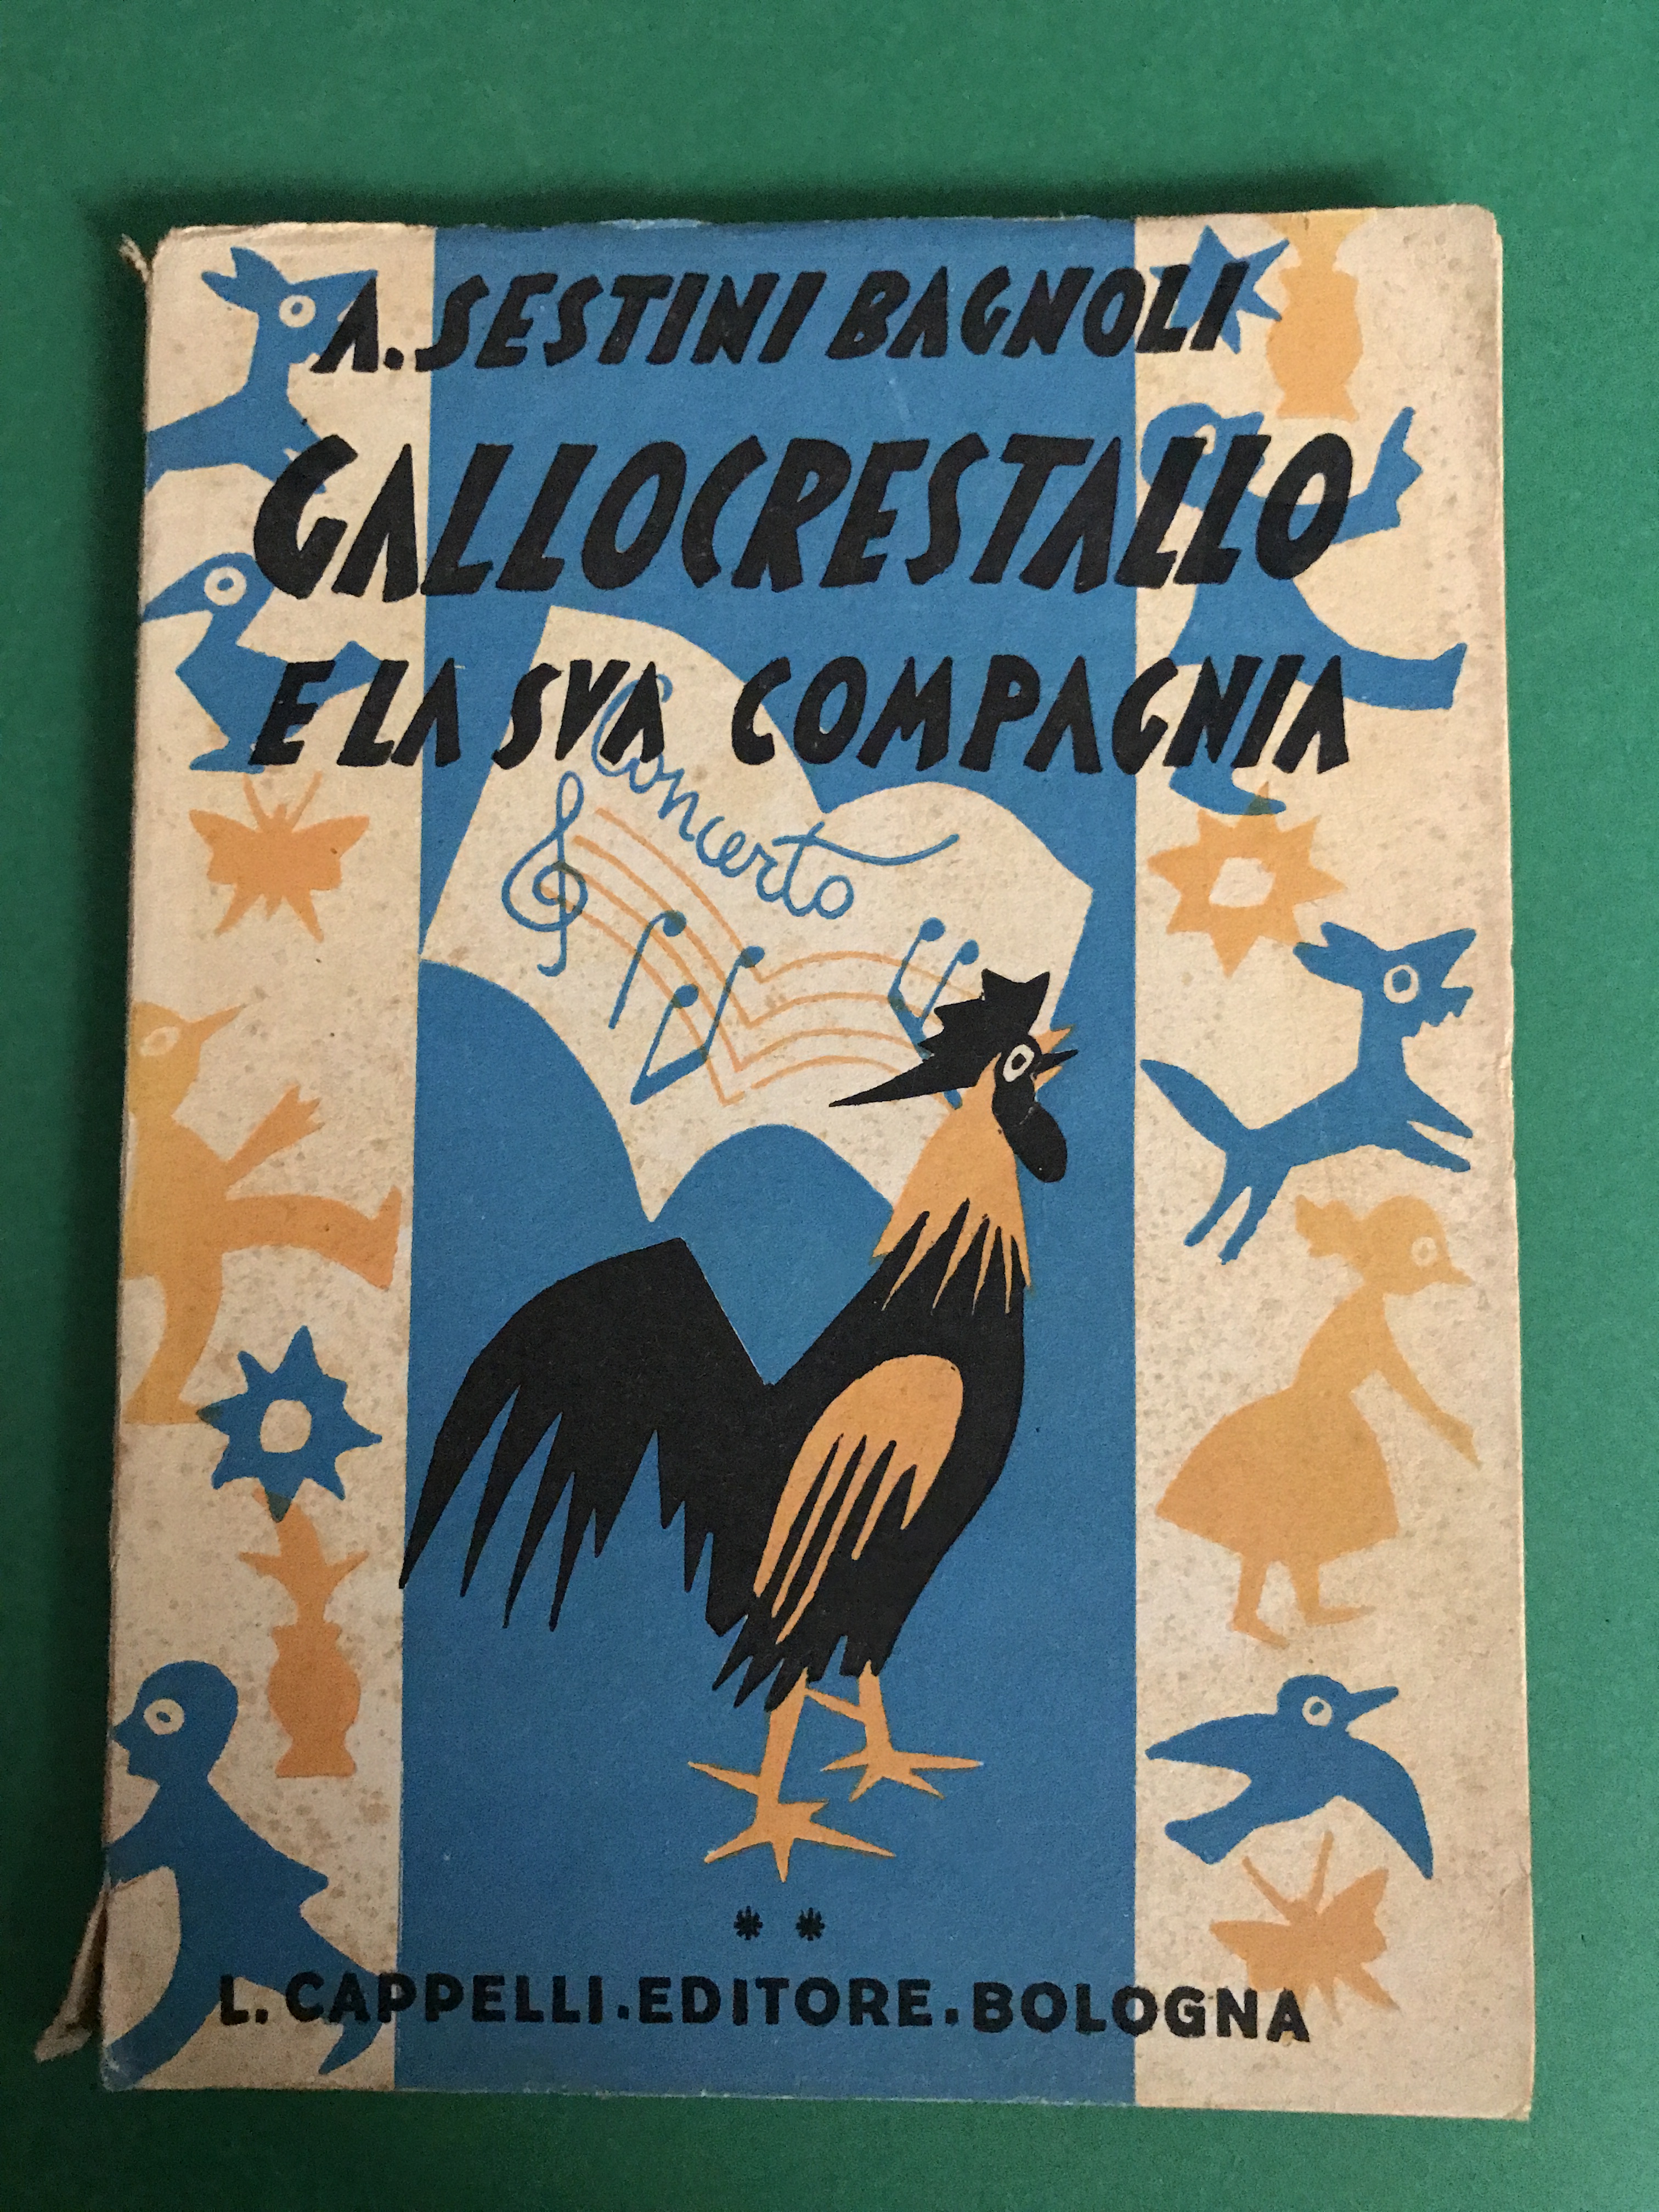 A. SESTINI BAGNOLI
GALLOCRESTALLO
E LA SVA COMPAGNIA
Concerto
* *
L. CAPPELLI · EDITORE · BOLOGNA